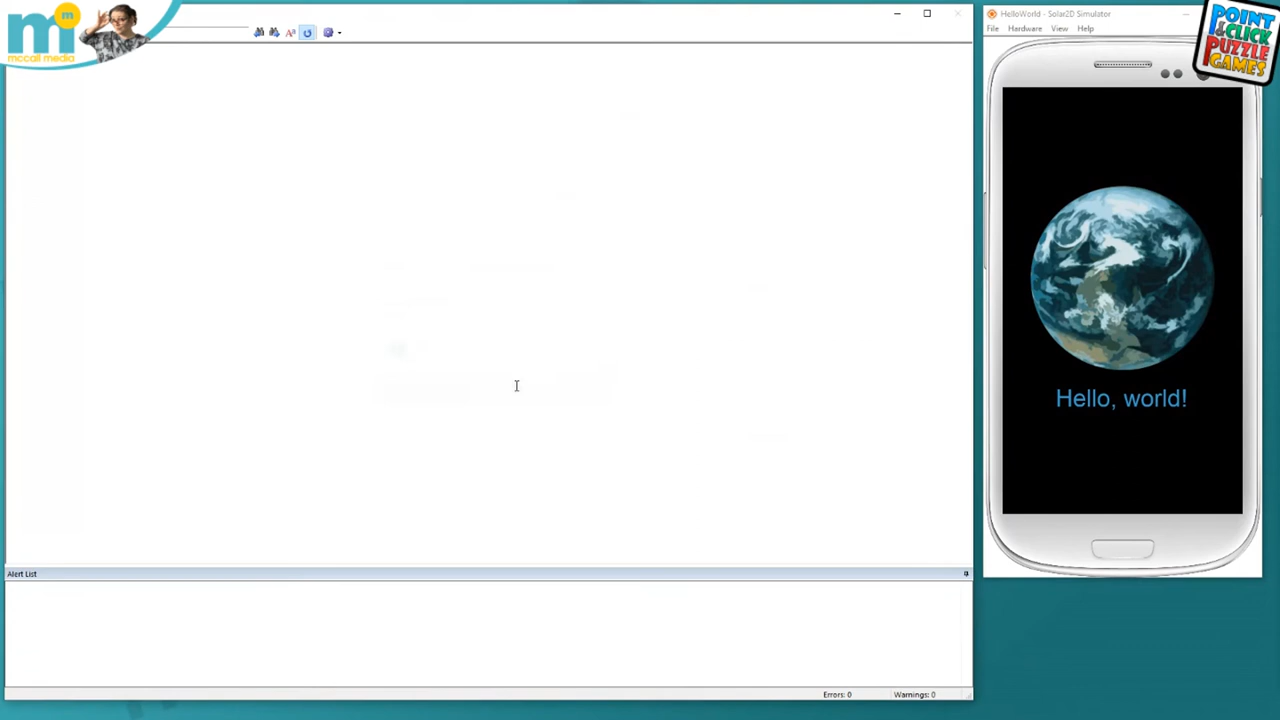 m
m
mccall media
HelloWorld - Solar2D Simulator
File Hardware View Help
POINT
& CLICK
PUZZLE
GAMES
Hello, world!
Alert List
Errors: 0 Warnings: 0